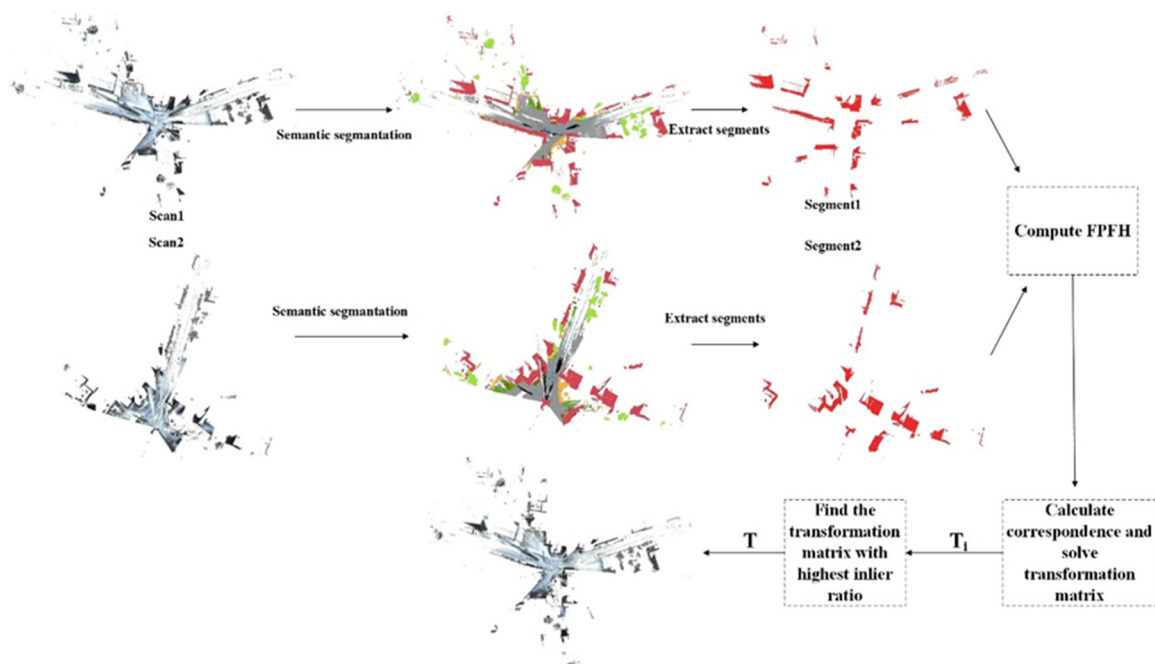 Semantic segmantation
Extract segments
Scan1
Segment1
Compute FPFH
Scan2
Segment2
Semantic segmantation
Extract segments
Find the
transformation
matrix with
highest inlier
ratio
T
Ti
Calculate
correspondence and
solve
transformation
matrix